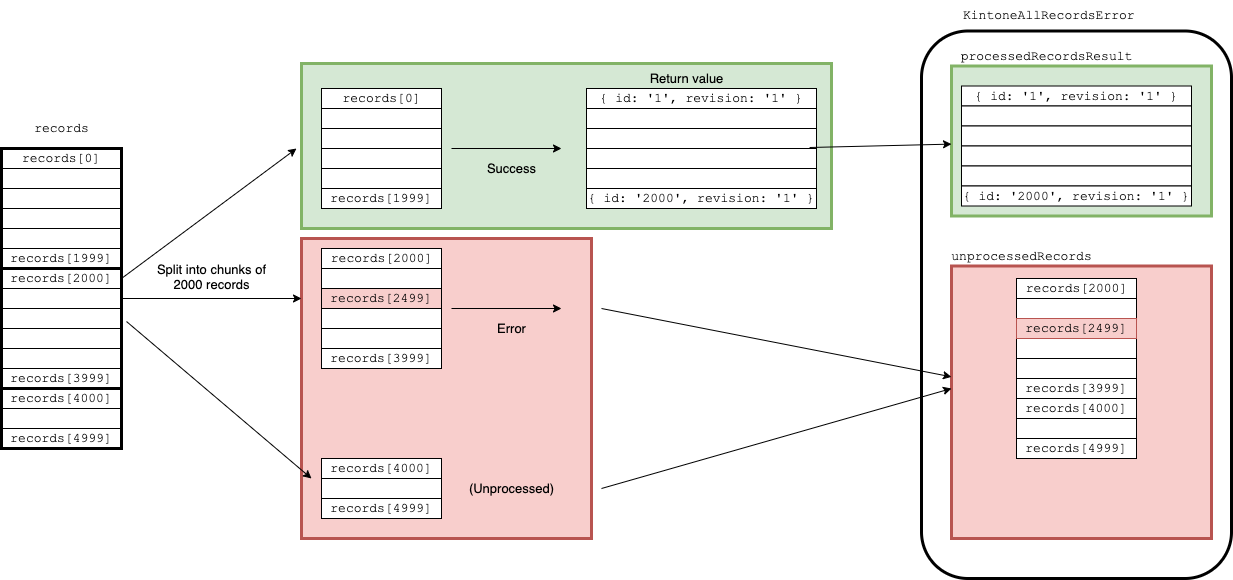 records
records[0]
records[1999]
records[2000]
records[3999]
records[4000]
records[4999]
Split into chunks of
2000 records
records[0]
records[1999]
Success
Return value
{ id: '1', revision: '1' }
{ id: '2000', revision: '1' }
records[2000]
records[2499]
records[3999]
Error
records[4000]
records[4999]
(Unprocessed)
KintoneAllRecordsError
processedRecordsResult
{ id: '1', revision: '1' }
{ id: '2000', revision: '1' }
unprocessedRecords
records[2000]
records[2499]
records[3999]
records[4000]
records[4999]